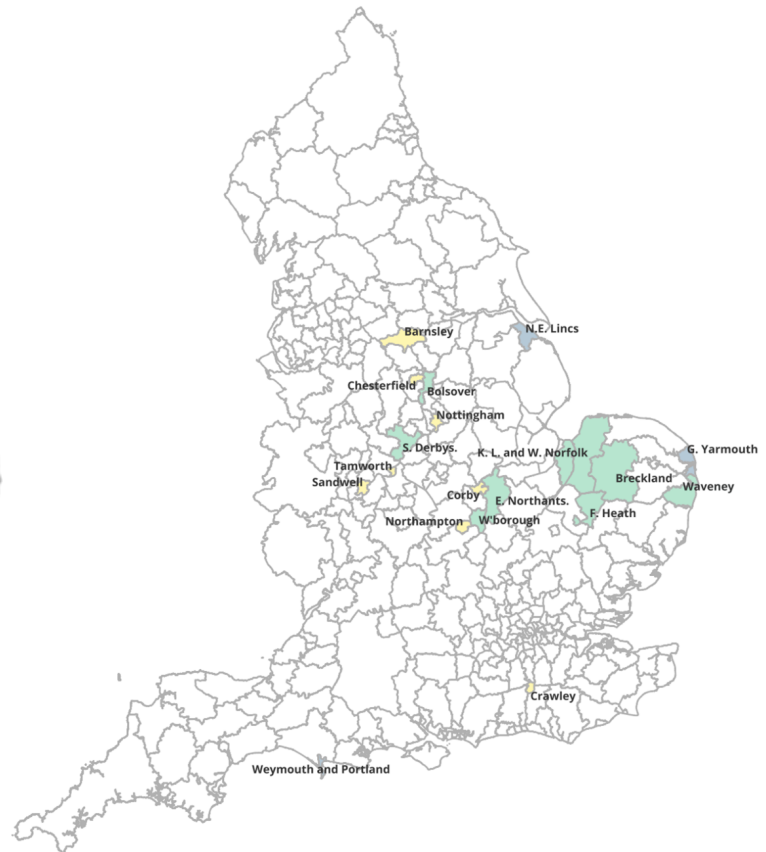 Barnsley
N.E. Lincs
Chesterfield
Bolsover
Nottingham
S. Derbys.
K. L. and W. Norfolk
G. Yarmouth
Tamworth
Breckland
Sandwell
Waveney
Corby
E. Northants.
F. Heath
Northampton
W'borough
Crawley
Weymouth and Portland